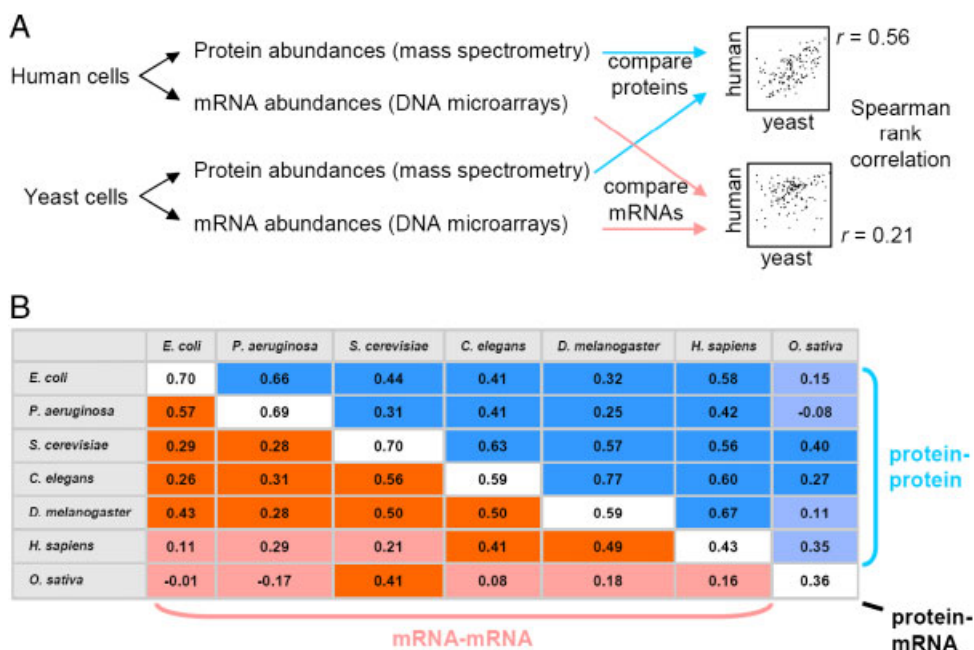 A
Human cells
Protein abundances (mass spectrometry)
mRNA abundances (DNA microarrays)
Yeast cells
Protein abundances (mass spectrometry)
mRNA abundances (DNA microarrays)
compare
proteins
compare
mRNAs
human
yeast
r = 0.56
Spearman
rank
correlation
human
yeast
r = 0.21
B
E. coli P. aeruginosa S. cerevisiae C. elegans D. melanogaster H. sapiens O. sativa
E. coli 0.70 0.66 0.44 0.41 0.32 0.58 0.15
P. aeruginosa 0.57 0.69 0.31 0.41 0.25 0.42 -0.08
S. cerevisiae 0.29 0.28 0.70 0.63 0.57 0.56 0.40
C. elegans 0.26 0.31 0.56 0.59 0.77 0.60 0.27
D. melanogaster 0.43 0.28 0.50 0.50 0.59 0.67 0.11
H. sapiens 0.11 0.29 0.21 0.41 0.49 0.43 0.35
O. sativa -0.01 -0.17 0.41 0.08 0.18 0.16 0.36
protein-
protein
mRNA-mRNA
protein-
mRNA